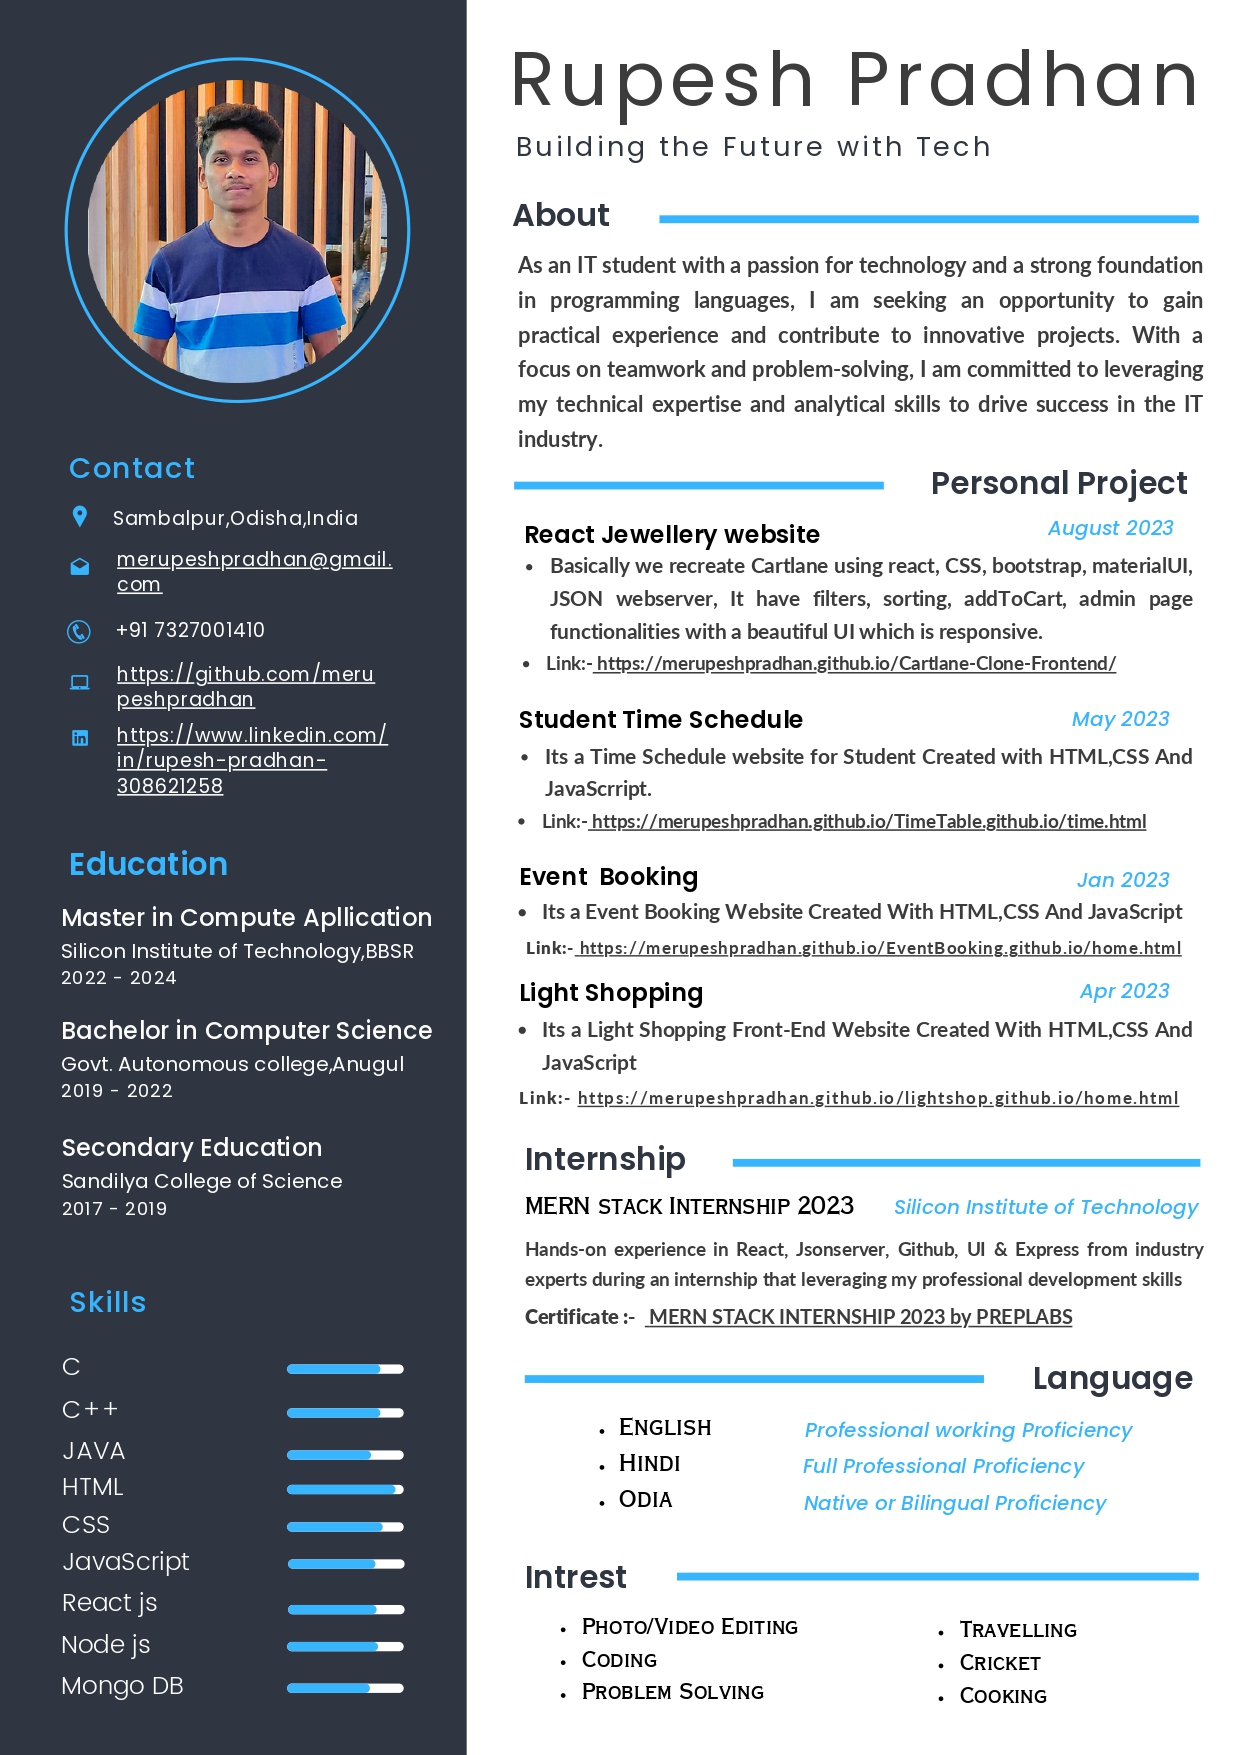 Rupesh Pradhan
Building the Future with Tech
About
As an IT student with a passion for technology and a strong foundation
in programming languages, I am seeking an opportunity to gain
practical experience and contribute to innovative projects. With a
focus on teamwork and problem-solving, I am committed to leveraging
my technical expertise and analytical skills to drive success in the IT
industry.
Personal Project
React Jewellery website
August 2023
• Basically we recreate Cartlane using react, CSS, bootstrap, materialUI,
JSON webserver, It have filters, sorting, addToCart, admin page
functionalities with a beautiful UI which is responsive.
• Link:- https://merupeshpradhan.github.io/Cartlane-Clone-Frontend/
Student Time Schedule
May 2023
• Its a Time Schedule website for Student Created with HTML,CSS And
JavaScrript.
• Link:- https://merupeshpradhan.github.io/TimeTable.github.io/time.html
Event Booking
Jan 2023
• Its a Event Booking Website Created With HTML,CSS And JavaScript
Link:- https://merupeshpradhan.github.io/EventBooking.github.io/home.html
Light Shopping
Apr 2023
• Its a Light Shopping Front-End Website Created With HTML,CSS And
JavaScript
Link:- https://merupeshpradhan.github.io/lightshop.github.io/home.html
Internship
MERN STACK INTERNSHIP 2023
Silicon Institute of Technology
Hands-on experience in React, Jsonserver, Github, UI & Express from industry
experts during an internship that leveraging my professional development skills
Certificate :- MERN STACK INTERNSHIP 2023 by PREPLABS
Language
• ENGLISH Professional working Proficiency
• HINDI Full Professional Proficiency
• ODIA Native or Bilingual Proficiency
Intrest
• PHOTO/VIDEO EDITING
• CODING
• PROBLEM SOLVING
• TRAVELLING
• CRICKET
• COOKING
Contact
Sambalpur,Odisha,India
merupeshpradhan@gmail.
com
+91 7327001410
https://github.com/meru
peshpradhan
https://www.linkedin.com/
in/rupesh-pradhan-
308621258
Education
Master in Compute Apllication
Silicon Institute of Technology,BBSR
2022 - 2024
Bachelor in Computer Science
Govt. Autonomous college,Anugul
2019 - 2022
Secondary Education
Sandilya College of Science
2017 - 2019
Skills
C
C++
JAVA
HTML
CSS
JavaScript
React js
Node js
Mongo DB